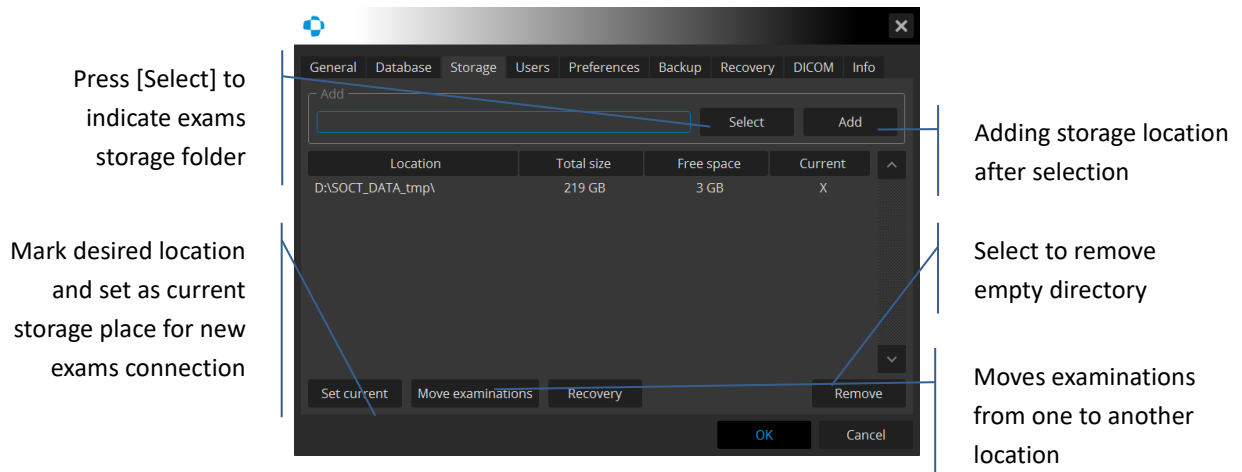 Press [Select] to
indicate exams
storage folder
Mark desired location
and set as current
storage place for new
exams connection
General Database Storage Users Preferences Backup Recovery DICOM Info
Add
Select Add
Location Total size Free space Current
D:\SOCT_DATA_tmp\ 219 GB 3 GB X
Set current Move examinations Recovery Remove
OK Cancel
Adding storage location
after selection
Select to remove
empty directory
Moves examinations
from one to another
location